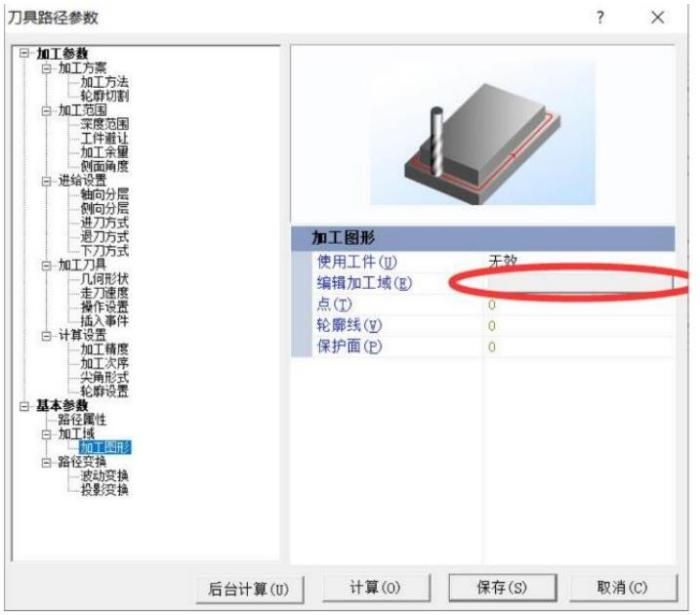 刀具路径参数
?
加工参数
加工方案
加工方法
轮廓切割
加工范围
深度范围
工件避让
加工余量
侧面角度
进给设置
轴向分层
侧向分层
进刀方式
退刀方式
下刀方式
加工刀具
几何形状
走刀速度
操作设置
插入事件
计算设置
加工精度
加工次序
尖角形式
轮廓设置
基本参数
路径属性
加工域
加工图形
路径变换
波动变换
投影变换
加工图形
使用工件(U) 无效
编辑加工域(E)
点(T) 0
轮廓线(V) 0
保护面(P) 0
后台计算(U) 计算(O) 保存(S) 取消(C)